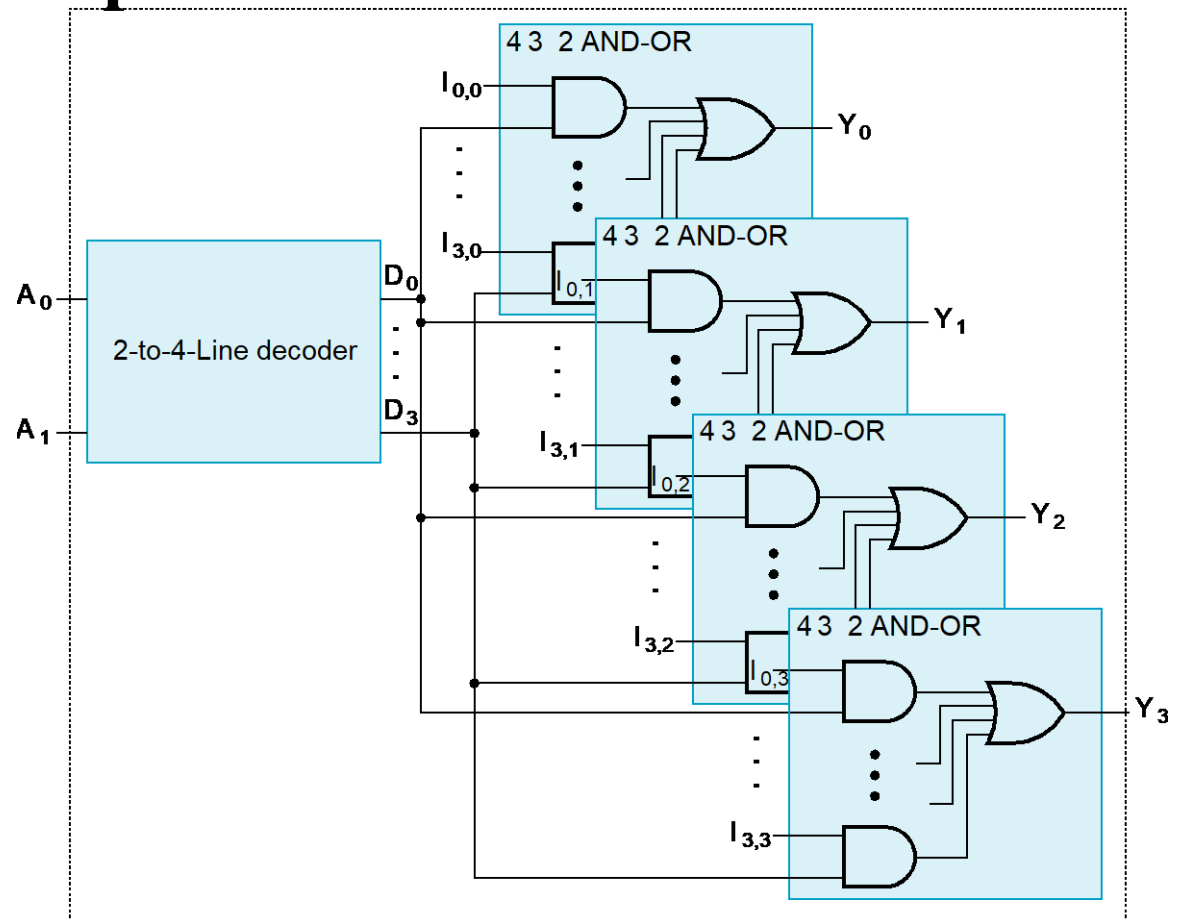 4 3 2 AND-OR
I0,0
Y0
I3,0
4 3 2 AND-OR
I0,1
A0
D0
Y1
2-to-4-Line decoder
D3
A1
4 3 2 AND-OR
I3,1
I0,2
Y2
4 3 2 AND-OR
I3,2
I0,3
Y3
I3,3